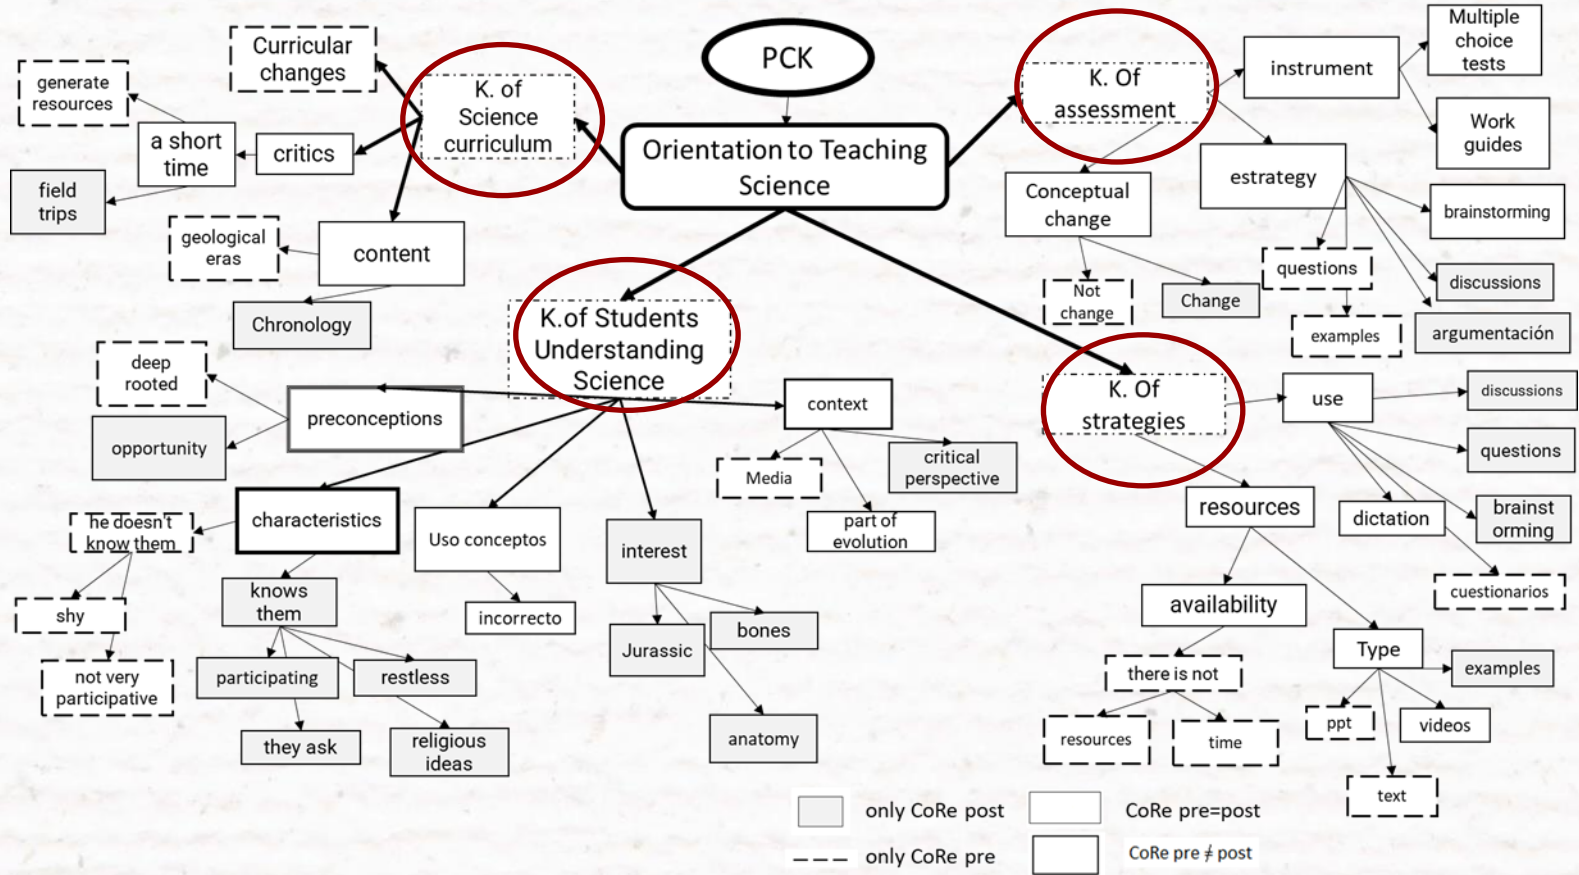 PCK
Orientation to Teaching
Science
K. of
Science
curriculum
Curricular
changes
critics
a short
time
generate
resources
field
trips
content
geological
eras
Chronology
K.of Students
Understanding
Science
preconceptions
deep
rooted
opportunity
characteristics
he doesn't
know them
shy
not very
participative
knows
them
participating
restless
they ask
religious
ideas
Uso conceptos
incorrecto
interest
Jurassic
bones
anatomy
context
Media
critical
perspective
part of
evolution
K. Of
assessment
instrument
Multiple
choice
tests
Work
guides
estrategy
brainstorming
questions
discussions
examples
argumentación
Conceptual
change
Not
change
Change
K. Of
strategies
use
discussions
questions
brainst
orming
dictation
cuestionarios
resources
availability
there is not
resources
time
Type
examples
ppt
videos
text
only CoRe post
CoRe pre=post
only CoRe pre
CoRe pre ≠ post